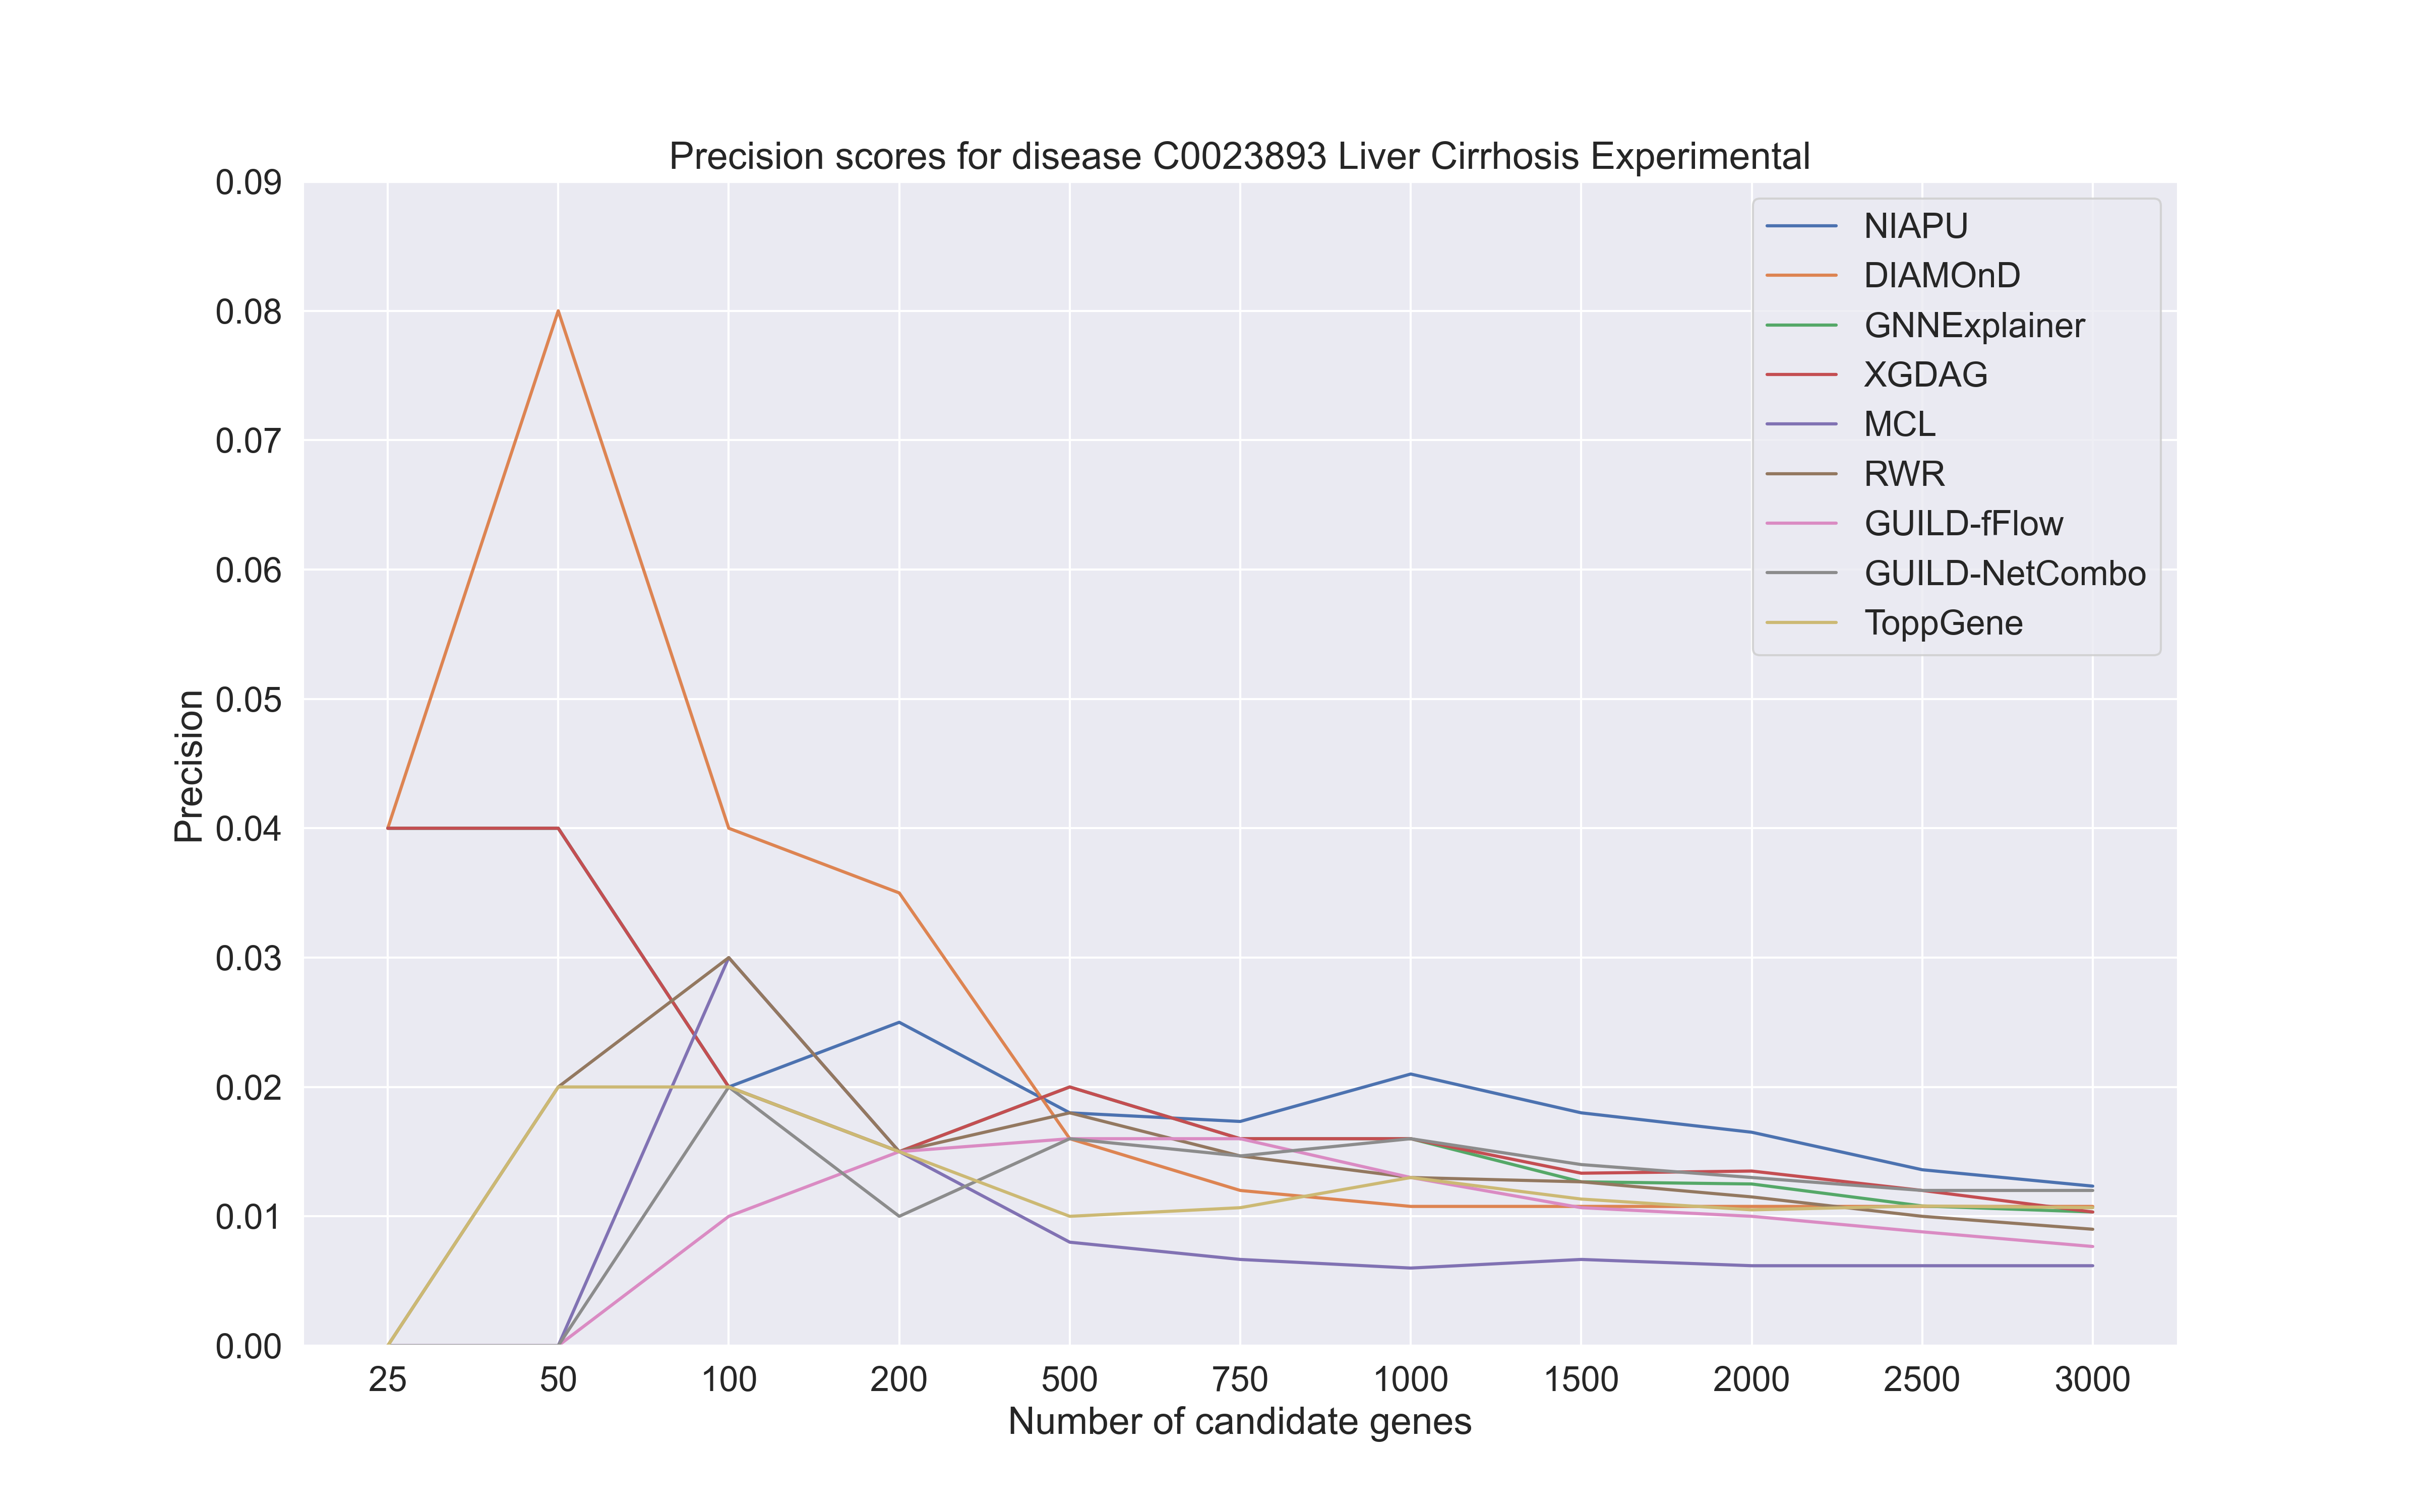 Precision scores for disease C0023893 Liver Cirrhosis Experimental
0.09
0.08
0.07
0.06
0.05
0.04
0.03
0.02
0.01
0.00
Precision
NIAPU
DIAMOnD
GNNExplainer
XGDAG
MCL
RWR
GUILD-fFlow
GUILD-NetCombo
ToppGene
25 50 100 200 500 750 1000 1500 2000 2500 3000
Number of candidate genes